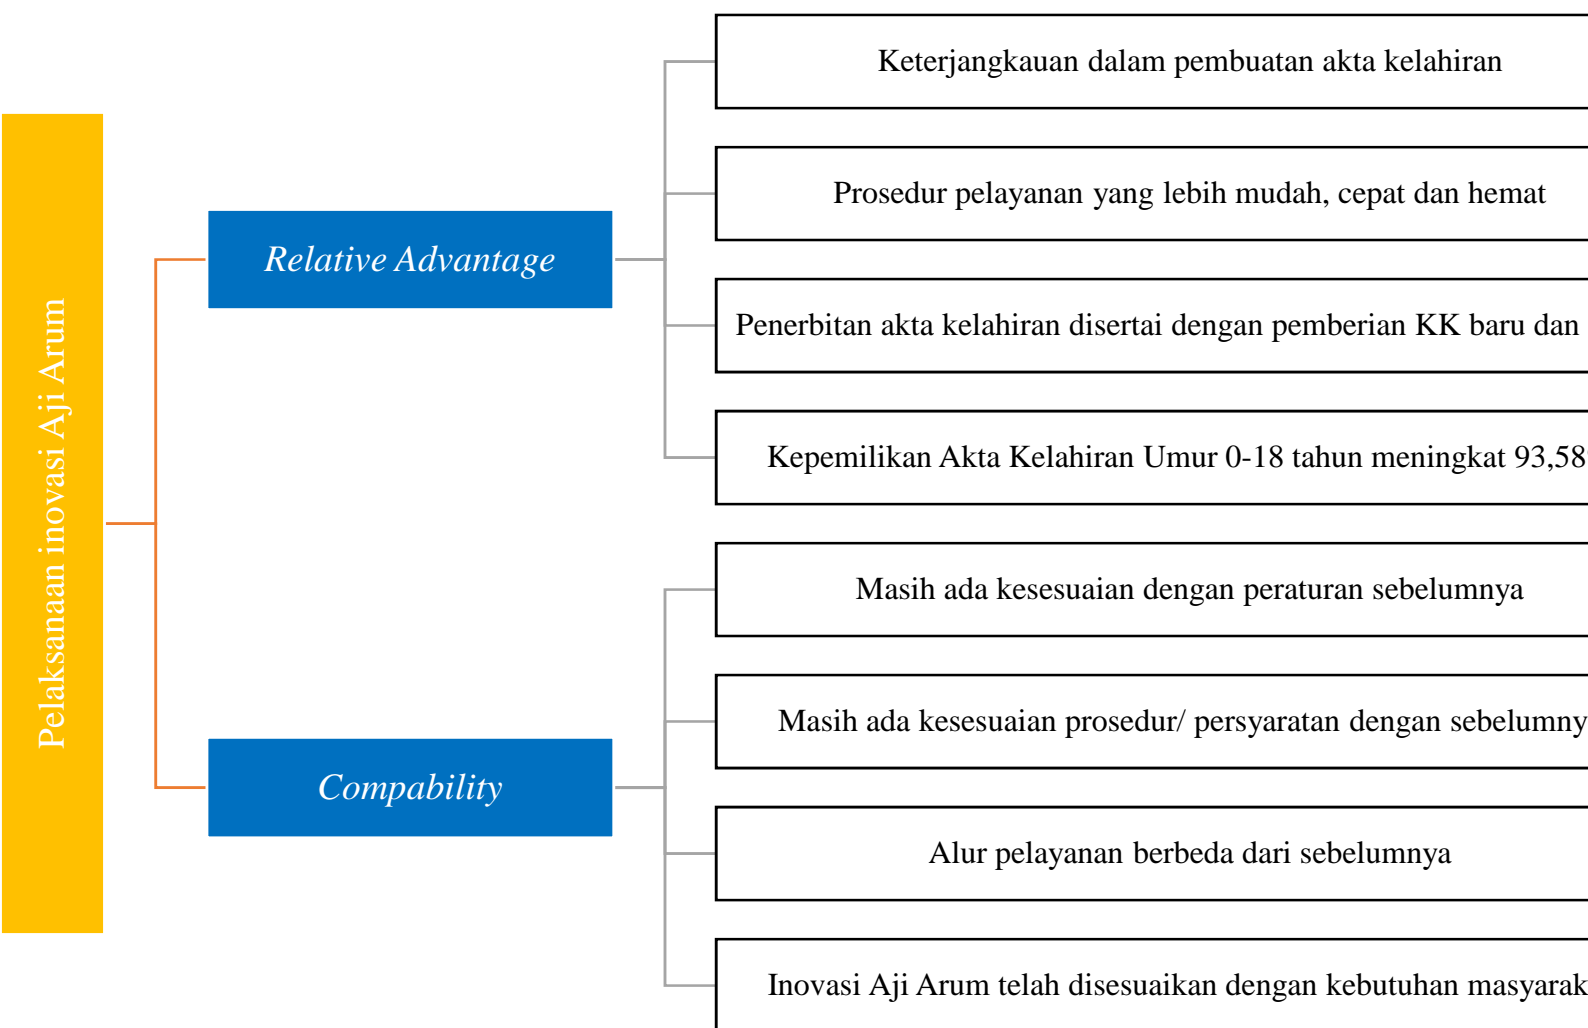 Pelaksanaan inovasi Aji Arum
Relative Advantage
Keterjangkauan dalam pembuatan akta kelahiran
Prosedur pelayanan yang lebih mudah, cepat dan hemat
Penerbitan akta kelahiran disertai dengan pemberian KK baru dan
Kepemilikan Akta Kelahiran Umur 0-18 tahun meningkat 93,58
Compability
Masih ada kesesuaian dengan peraturan sebelumnya
Masih ada kesesuaian prosedur/ persyaratan dengan sebelumny
Alur pelayanan berbeda dari sebelumnya
Inovasi Aji Arum telah disesuaikan dengan kebutuhan masyarak